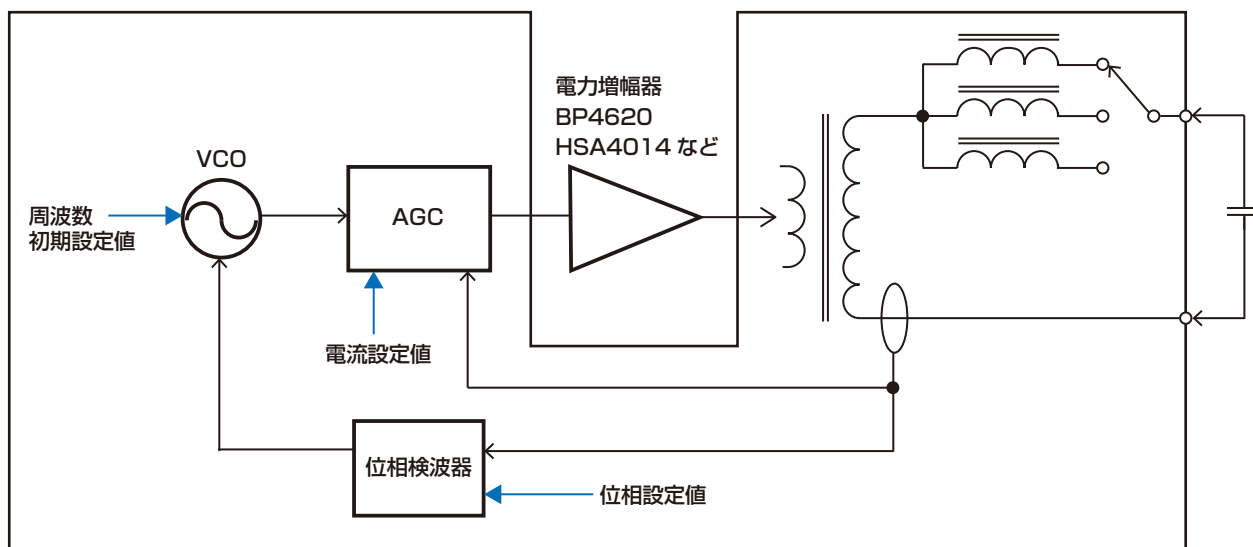 電力増幅器
BP4620
HSA4014 など
VCO
周波数
初期設定値
AGC
電流設定値
位相検波器
位相設定値